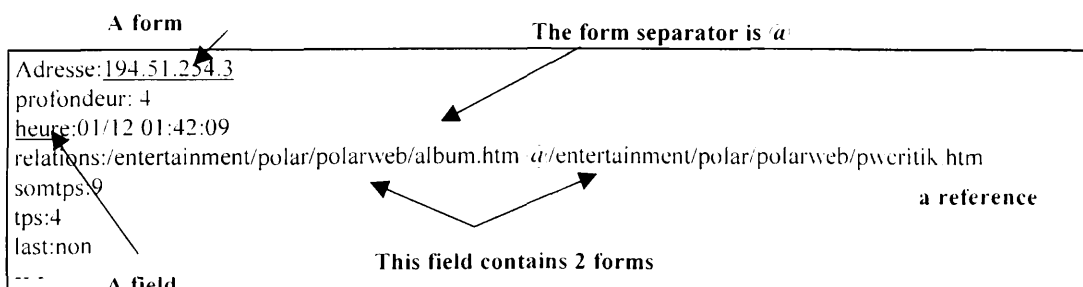 A form
The form separator is @
Adresse:194.51.254.3
profondeur: 4
heure:01/12 01:42:09
relations:/entertainment/polar/polarweb/album.htm @/entertainment/polar/polarweb/pwcritik.htm
somtps:9
a reference
tps:4
last:non
This field contains 2 forms
A field